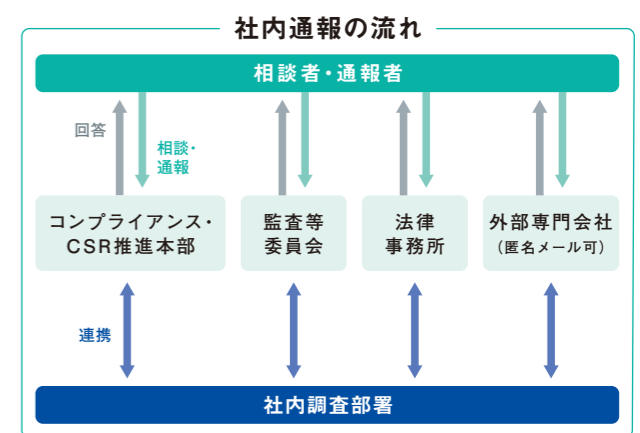 社内通報の流れ
相談者・通報者
回答
相談・
通報
コンプライアンス・
CSR推進本部
監査等
委員会
法律
事務所
外部専門会社
(匿名メール可)
連携
社内調査部署